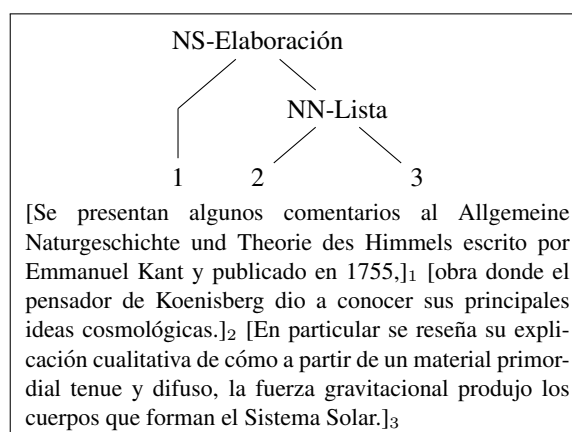 NS-Elaboración
NN-Lista
1 2 3
[Se presentan algunos comentarios al Allgemeine
Naturgeschichte und Theorie des Himmels escrito por
Emmanuel Kant y publicado en 1755,]1 [obra donde el
pensador de Koenisberg dio a conocer sus principales
ideas cosmológicas.]2 [En particular se reseña su expli-
cación cualitativa de cómo a partir de un material primor-
dial tenue y difuso, la fuerza gravitacional produjo los
cuerpos que forman el Sistema Solar.]3